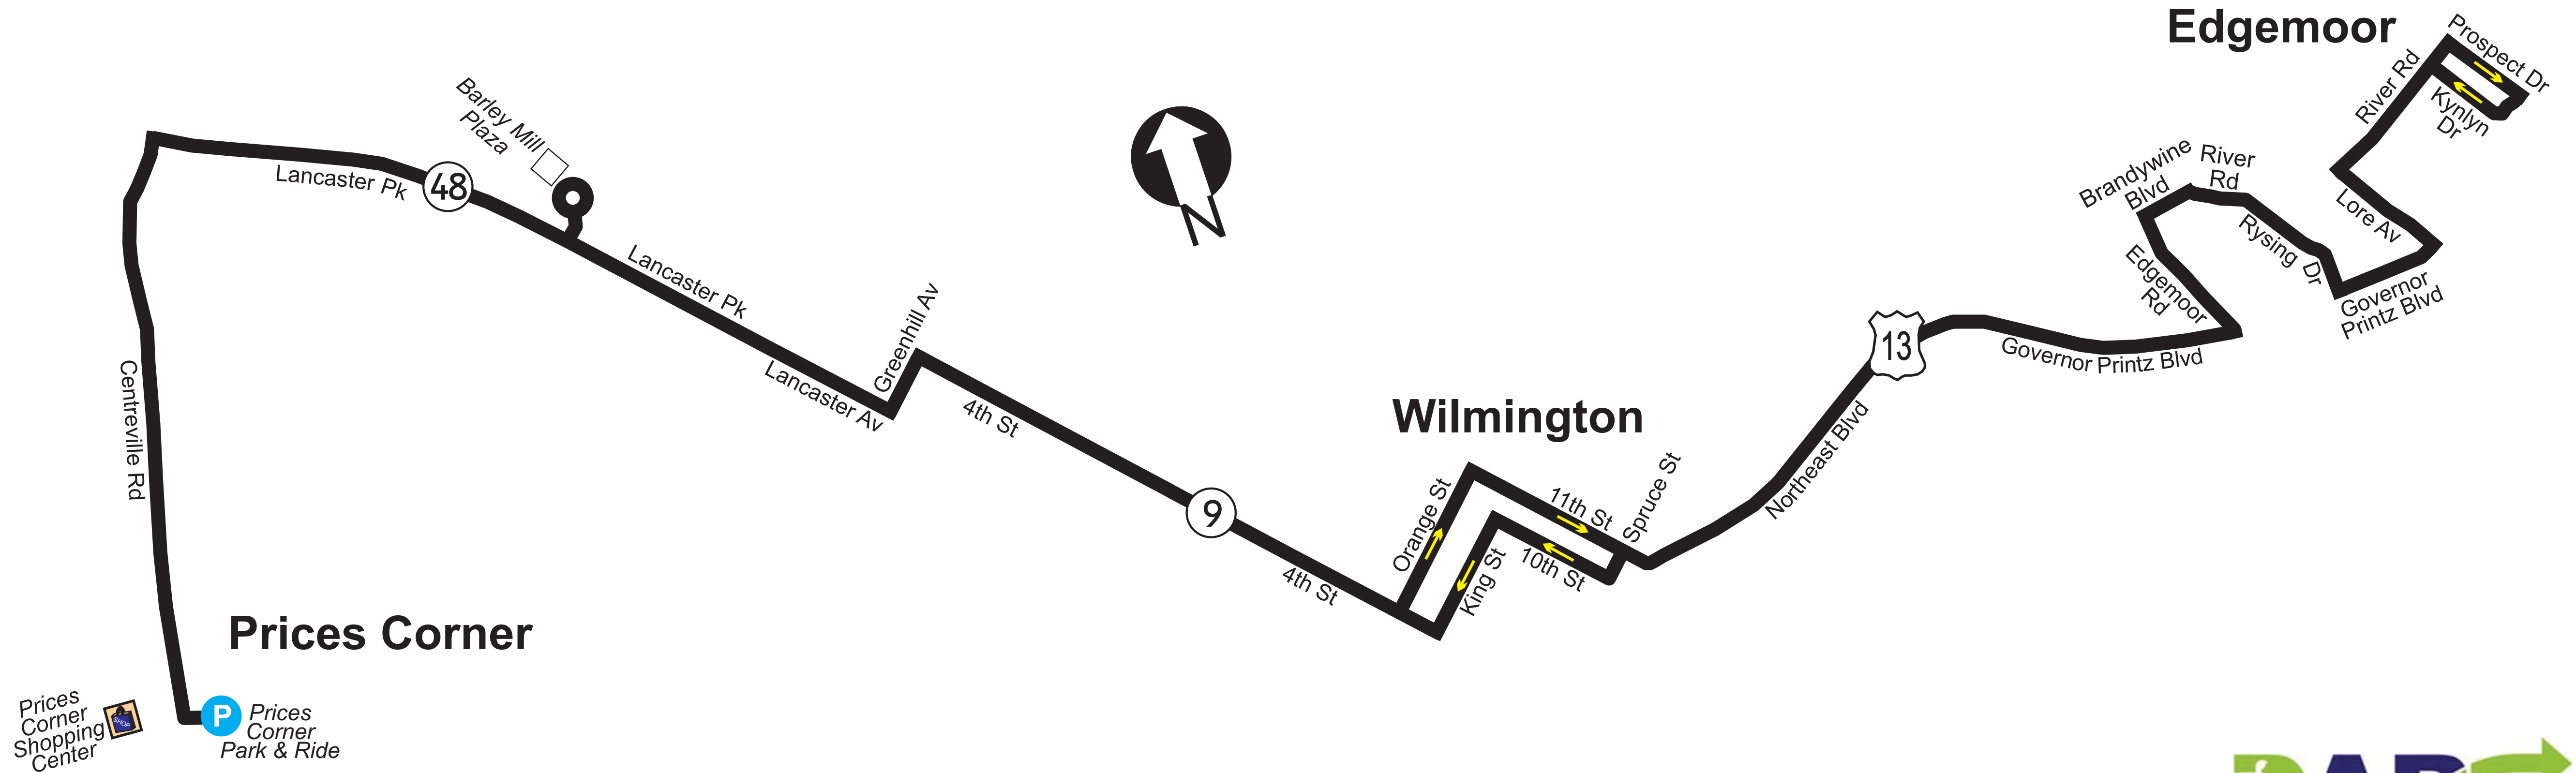 Edgemoor
Prospect Dr
River Rd
Kynlyn
Dr
Barley Mill
Plaza
Lancaster Pk
48
N
Brandywine
Blvd
River
Rd
Lore Av
Rysing Dr
Edgemoor
Rd
Governor
Printz Blvd
Lancaster Pk
Greenhill Av
Lancaster Av
13
Governor Printz Blvd
Centreville Rd
4th St
Wilmington
Northeast Blvd
9
Orange St
11th St
Spruce St
King St
10th St
4th St
Prices Corner
Prices
Corner
Shopping
Center
SHOP
P
Prices
Corner
Park & Ride